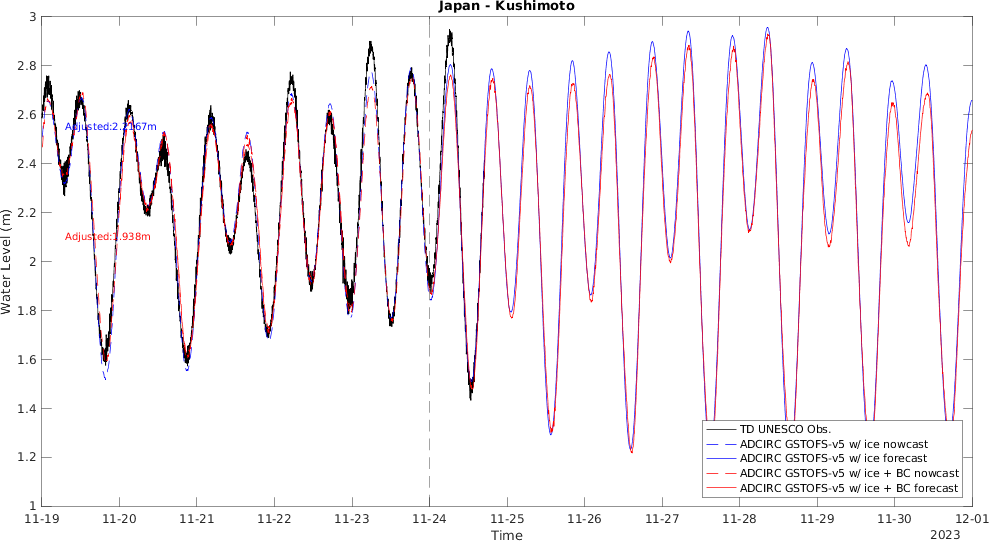 Japan - Kushimoto
3
2.8
2.6
2.4
2.2
2
1.8
1.6
1.4
1.2
1
Water Level (m)
Adjusted:2.2167m
Adjusted:1.938m
TD UNESCO Obs.
ADCIRC GSTOFS-v5 w/ ice nowcast
ADCIRC GSTOFS-v5 w/ ice forecast
ADCIRC GSTOFS-v5 w/ ice + BC nowcast
ADCIRC GSTOFS-v5 w/ ice + BC forecast
11-19 11-20 11-21 11-22 11-23 11-24 11-25 11-26 11-27 11-28 11-29 11-30 12-01
Time
2023